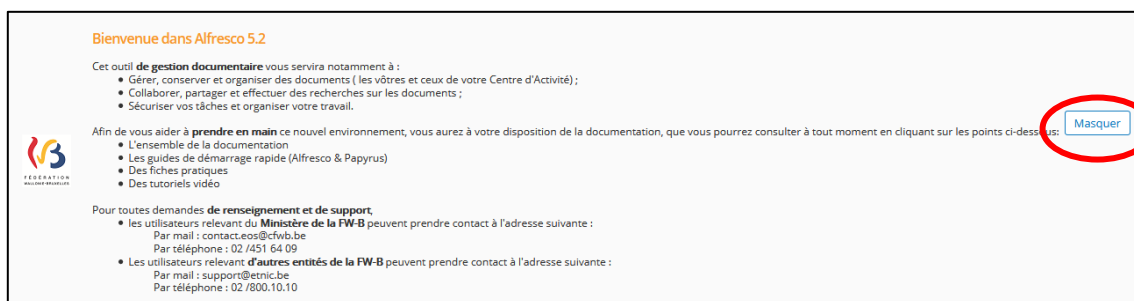 Bienvenue dans Alfresco 5.2
Cet outil de gestion documentaire vous servira notamment à :
• Gérer, conserver et organiser des documents ( les vôtres et ceux de votre Centre d'Activité) ;
• Collaborer, partager et effectuer des recherches sur les documents ;
• Sécuriser vos tâches et organiser votre travail.
Afin de vous aider à prendre en main ce nouvel environnement, vous aurez à votre disposition de la documentation, que vous pourrez consulter à tout moment en cliquant sur les points ci-dessous:
Masquer
• L'ensemble de la documentation
• Les guides de démarrage rapide (Alfresco & Papyrus)
• Des fiches pratiques
• Des tutoriels vidéo
FÉDÉRATION
WALLONIE-BRUXELLES
Pour toutes demandes de renseignement et de support,
• les utilisateurs relevant du Ministère de la FW-B peuvent prendre contact à l'adresse suivante :
Par mail : contact.eos@cfwb.be
Par téléphone : 02 /451 64 09
• Les utilisateurs relevant d'autres entités de la FW-B peuvent prendre contact à l'adresse suivante :
Par mail : support@etnic.be
Par téléphone : 02 /800.10.10